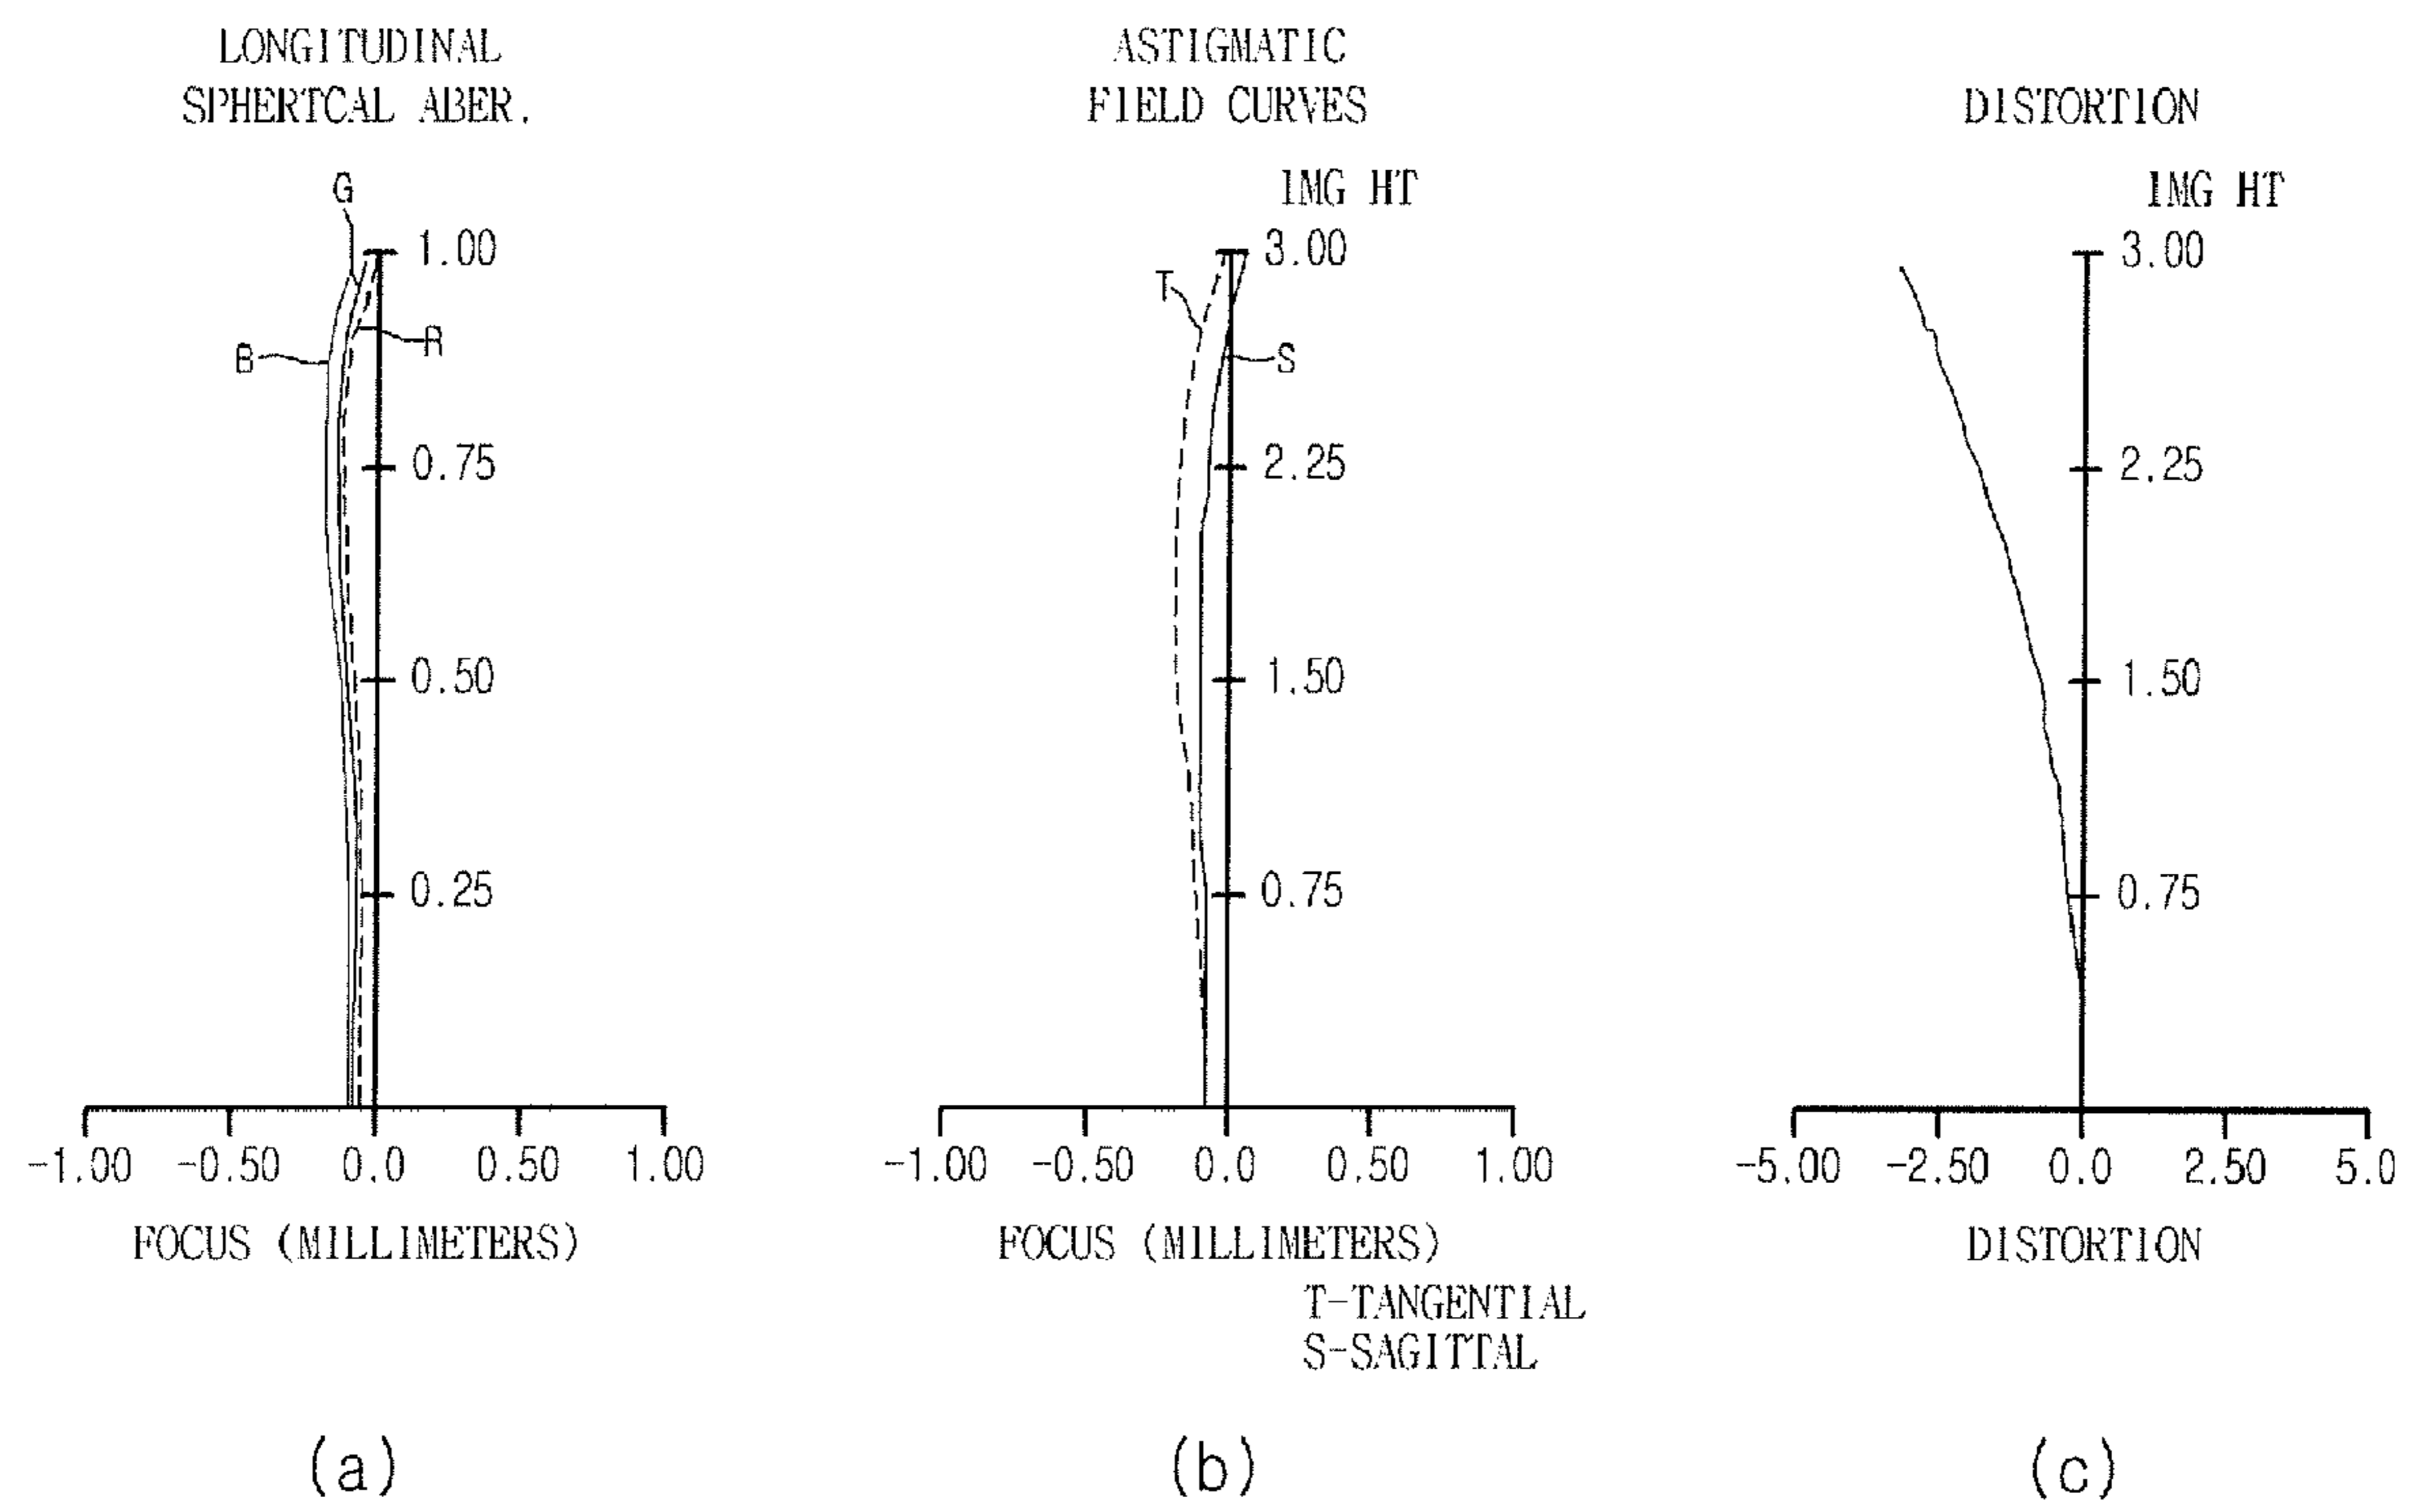 LONGITUDINAL
SPHERTCAL ABER.
G
1.00
R
B
0.75
0.50
0.25
-1.00 -0.50 0.0 0.50 1.00
FOCUS (MILLIMETERS)
(a)
ASTIGMATIC
FIELD CURVES
IMG HT
3.00
T
S
2.25
1.50
0.75
-1.00 -0.50 0.0 0.50 1.00
FOCUS (MILLIMETERS)
T-TANGENTIAL
S-SAGITTAL
(b)
DISTORTION
IMG HT
3.00
2.25
1.50
0.75
-5.00 -2.50 0.0 2.50 5.0
DISTORTION
(c)